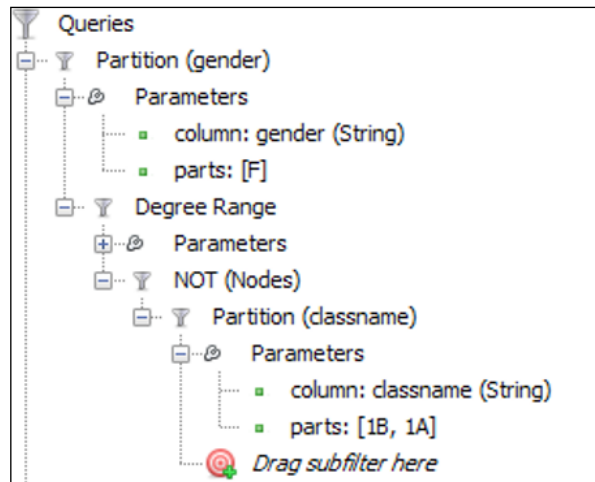 Queries
Partition (gender)
Parameters
column: gender (String)
parts: [F]
Degree Range
Parameters
NOT (Nodes)
Partition (classname)
Parameters
column: classname (String)
parts: [1B, 1A]
Drag subfilter here